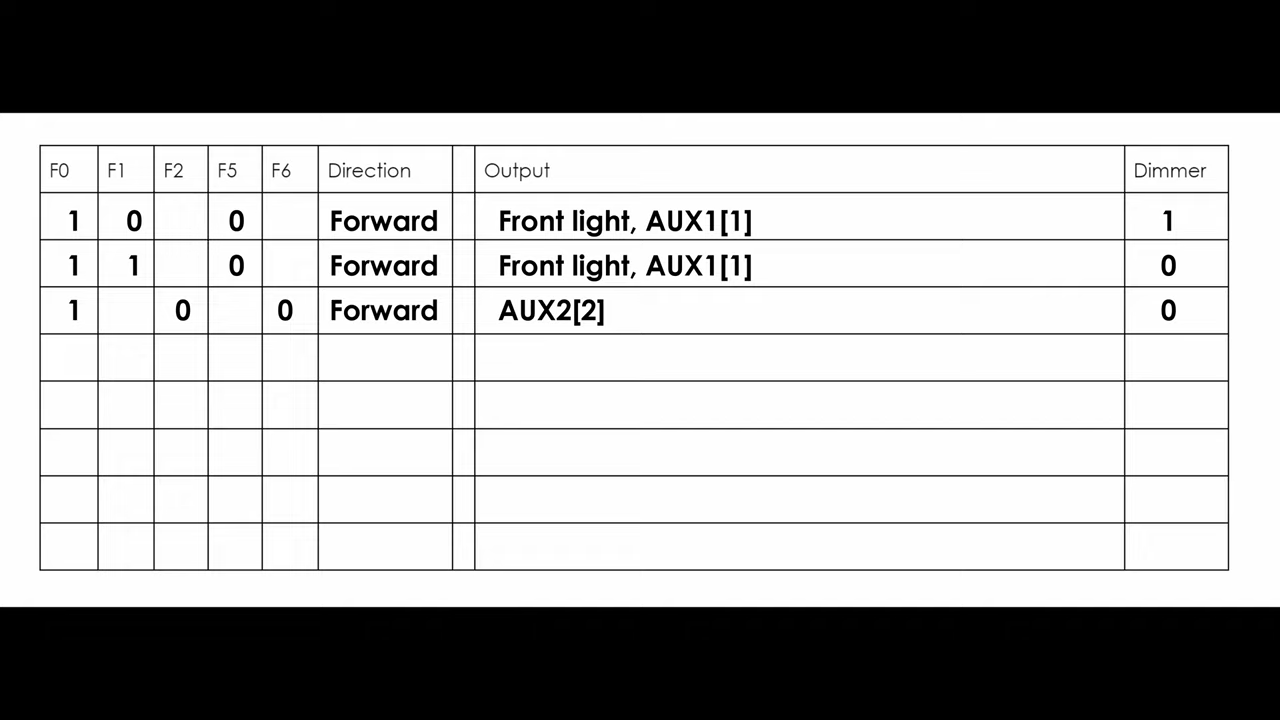 F0 F1 F2 F5 F6 Direction Output Dimmer
1 0 0 Forward Front light, AUX1[1] 1
1 1 0 Forward Front light, AUX1[1] 0
1 0 0 Forward AUX2[2] 0